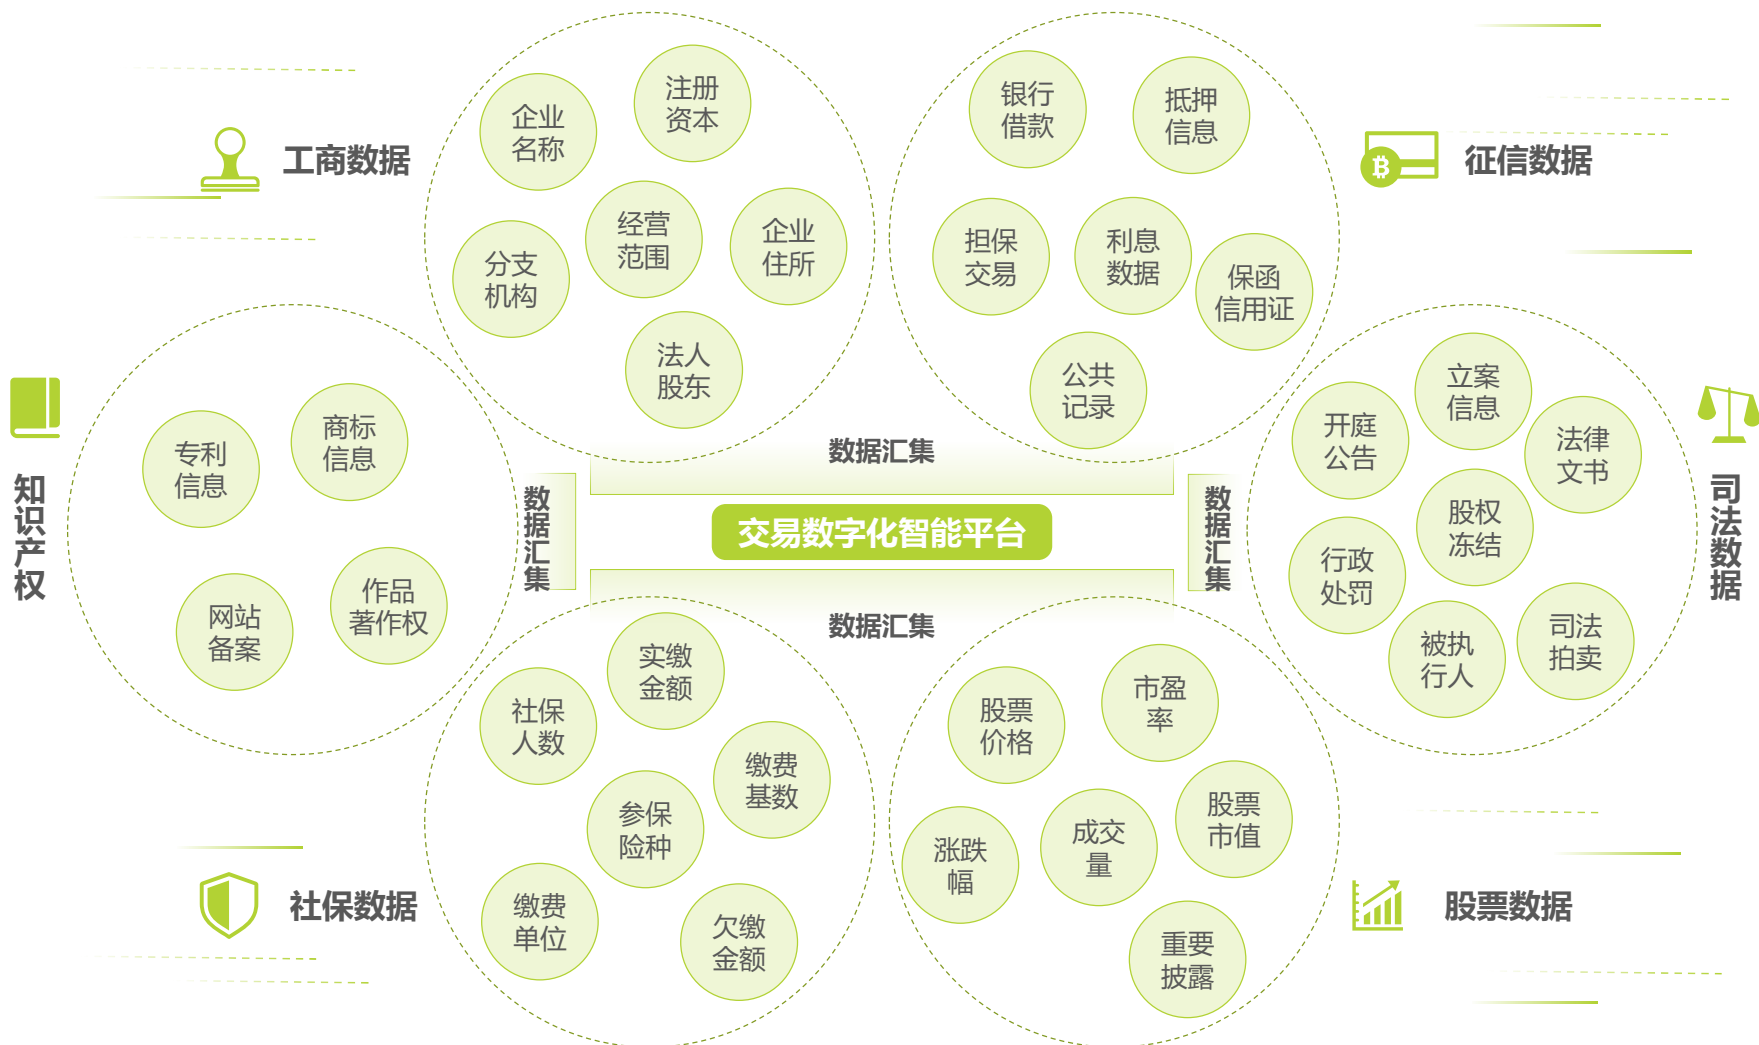 工商数据
企业
名称
注册
资本
经营
范围
企业
住所
分支
机构
法人
股东
征信数据
银行
借款
抵押
信息
担保
交易
利息
数据
保函
信用证
公共
记录
知识产权
专利
信息
商标
信息
网站
备案
作品
著作权
司法数据
立案
信息
开庭
公告
法律
文书
股权
冻结
行政
处罚
被执
行人
司法
拍卖
数据汇集
数据汇集
交易数字化智能平台
数据汇集
数据汇集
社保数据
实缴
金额
社保
人数
缴费
基数
参保
险种
缴费
单位
欠缴
金额
股票数据
股票
价格
市盈
率
股票
市值
成交
量
涨跌
幅
重要
披露